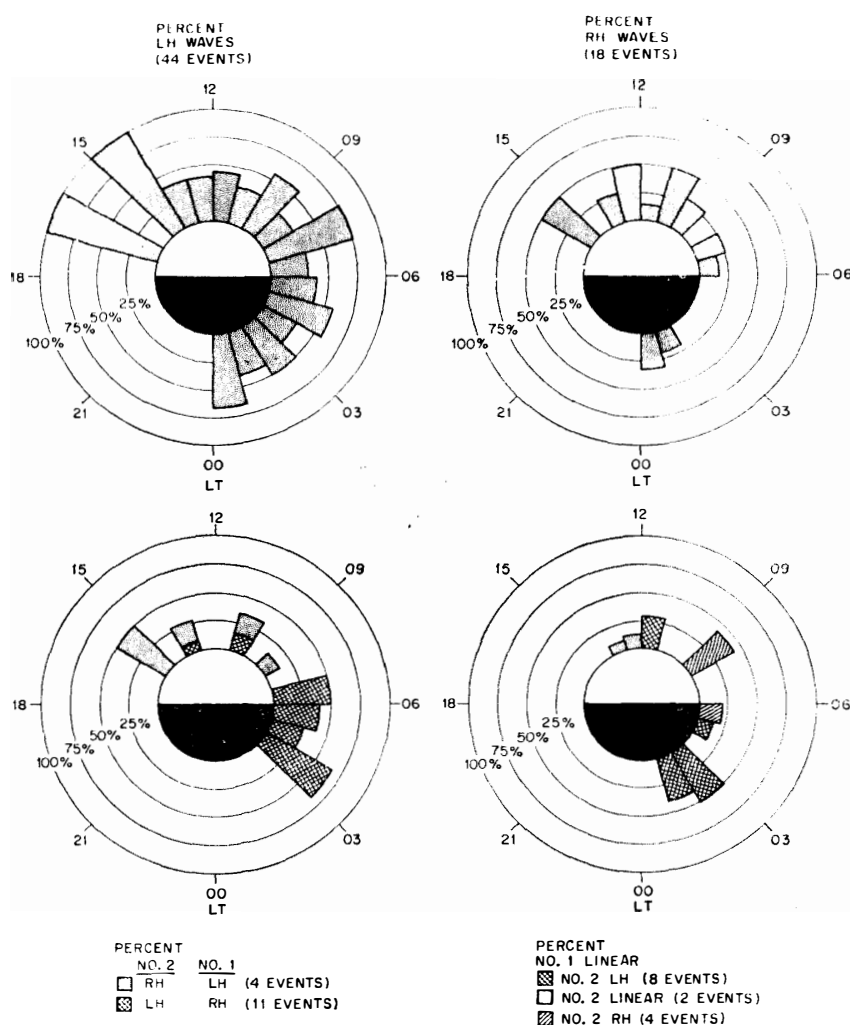 PERCENT
LH WAVES
(44 EVENTS)
PERCENT
RH WAVES
(18 EVENTS)
12
15
18
25%
50%
75%
100%
21
00
LT
12
09
09
06
06
25%
50%
75%
100%
03
21
03
00
LT
12
15
09
18
06
25%
50%
75%
100%
21
03
00
LT
12
15
09
18
06
25%
50%
75%
100%
21
03
00
LT
PERCENT
NO. 2 NO. 1
RH LH (4 EVENTS)
LH RH (11 EVENTS)
PERCENT
NO. 1 LINEAR
NO. 2 LH (8 EVENTS)
NO. 2 LINEAR (2 EVENTS)
NO. 2 RH (4 EVENTS)